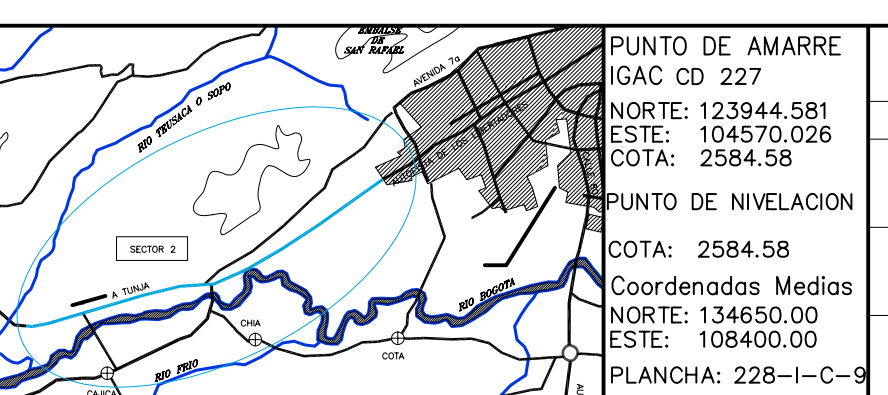 EMBALSE
DE
SAN RAFAEL
AVENIDA 7a
RIO TEUSACA O SOPO
AUTOPISTA DE LOS LIBERTADORES
SECTOR 2
A TUNJA
RIO BOGOTA
CHIA
COTA
RIO FRIO
CAJICA
PUNTO DE AMARRE
IGAC CD 227
NORTE: 123944.581
ESTE: 104570.026
COTA: 2584.58
PUNTO DE NIVELACION
COTA: 2584.58
Coordenadas Medias
NORTE: 134650.00
ESTE: 108400.00
PLANCHA: 228-I-C-9